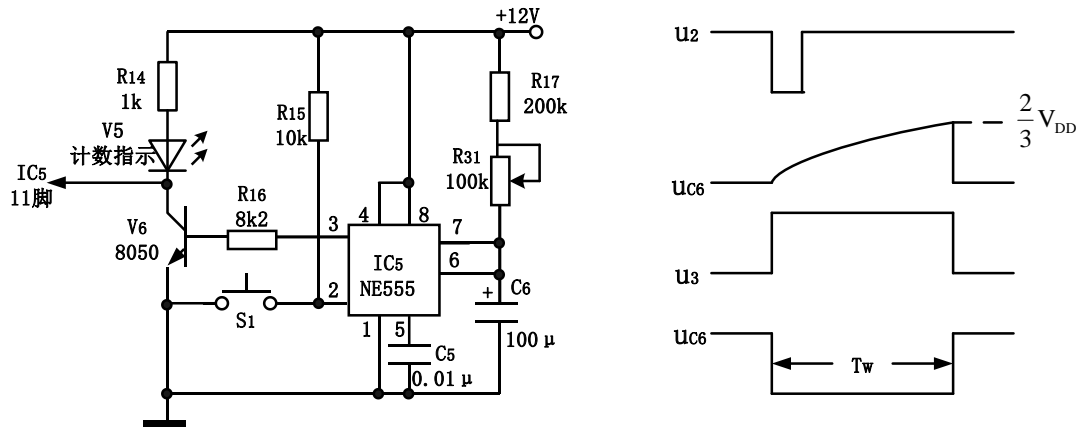 +12V
R14
1k
V5
计数指示
IC5
11脚
V6
8050
R16
8k2
R15
10k
R17
200k
R31
100k
S1
3
4
8
7
6
2
1
5
IC5
NE555
+
C6
100μ
C5
0.01μ
u2
2/3 VDD
uC6
u3
uC6
Tw